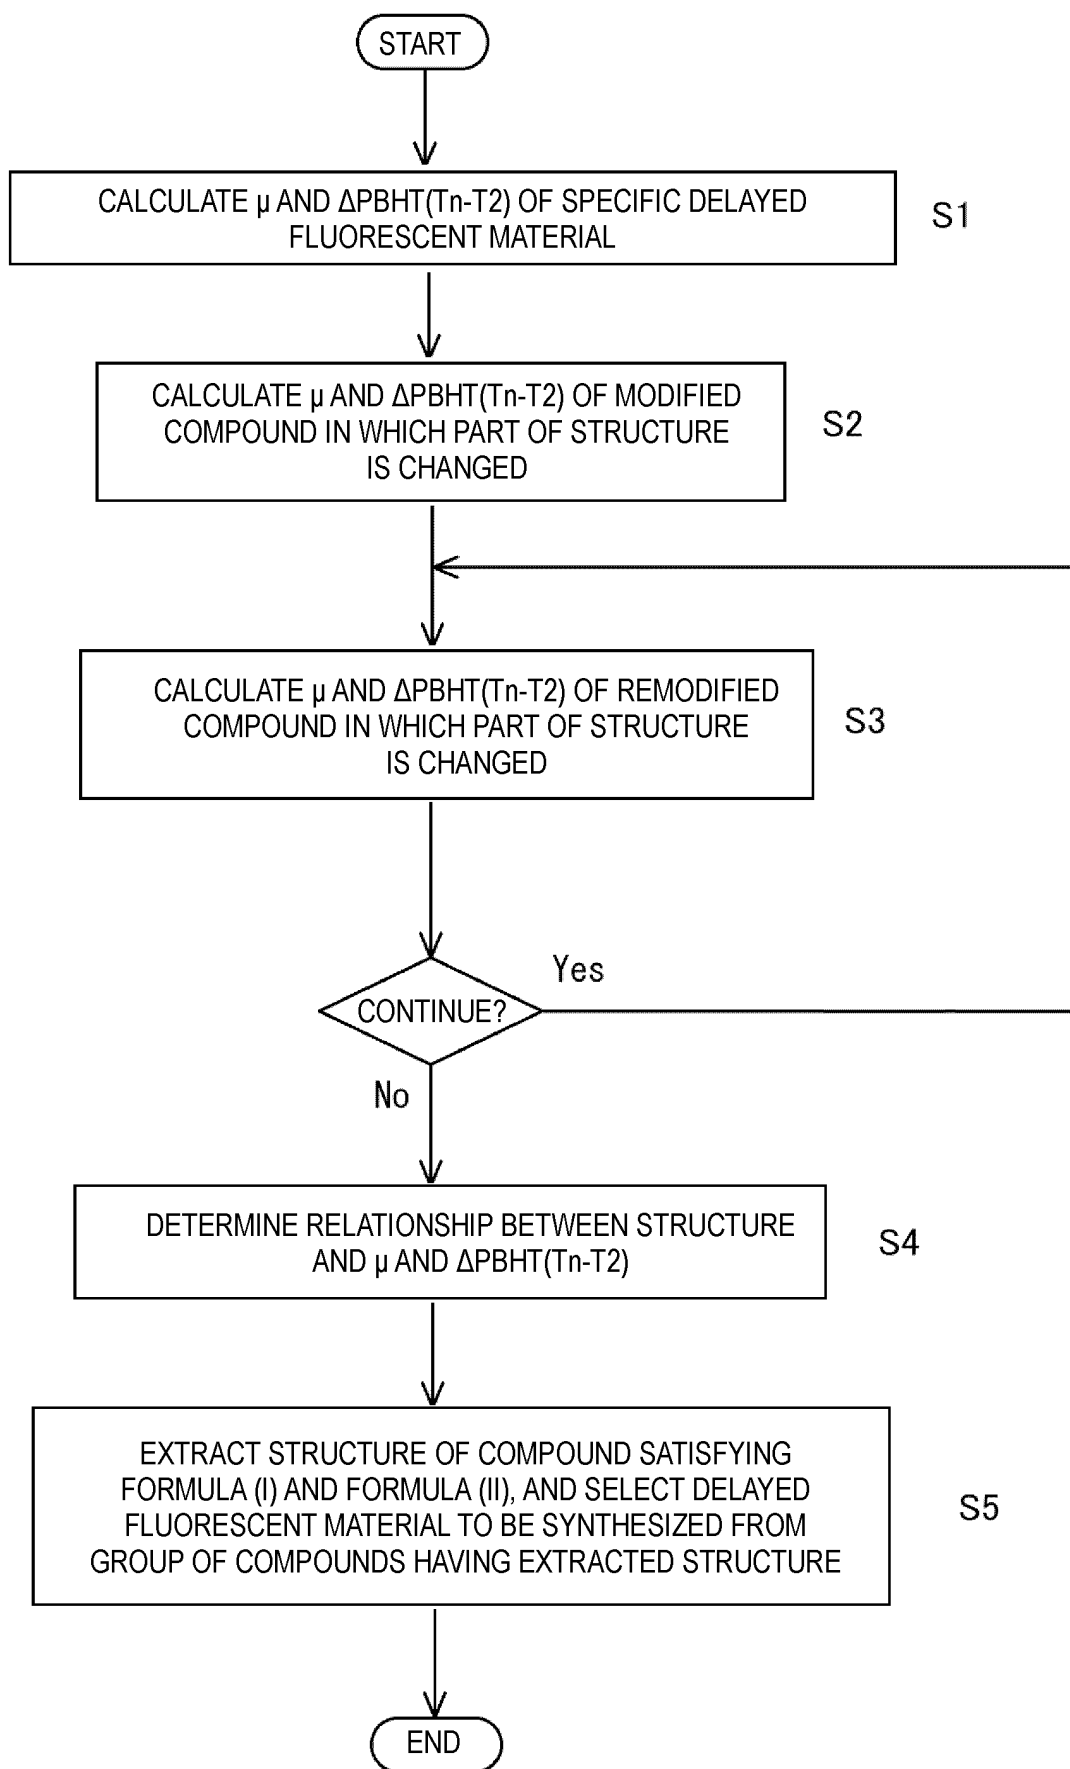 START
CALCULATE μ AND ΔPBHT(Tn-T2) OF SPECIFIC DELAYED
FLUORESCENT MATERIAL
S1
CALCULATE μ AND ΔPBHT(Tn-T2) OF MODIFIED
COMPOUND IN WHICH PART OF STRUCTURE
IS CHANGED
S2
CALCULATE μ AND ΔPBHT(Tn-T2) OF REMODIFIED
COMPOUND IN WHICH PART OF STRUCTURE
IS CHANGED
S3
CONTINUE?
Yes
No
DETERMINE RELATIONSHIP BETWEEN STRUCTURE
AND μ AND ΔPBHT(Tn-T2)
S4
EXTRACT STRUCTURE OF COMPOUND SATISFYING
FORMULA (I) AND FORMULA (II), AND SELECT DELAYED
FLUORESCENT MATERIAL TO BE SYNTHESIZED FROM
GROUP OF COMPOUNDS HAVING EXTRACTED STRUCTURE
S5
END